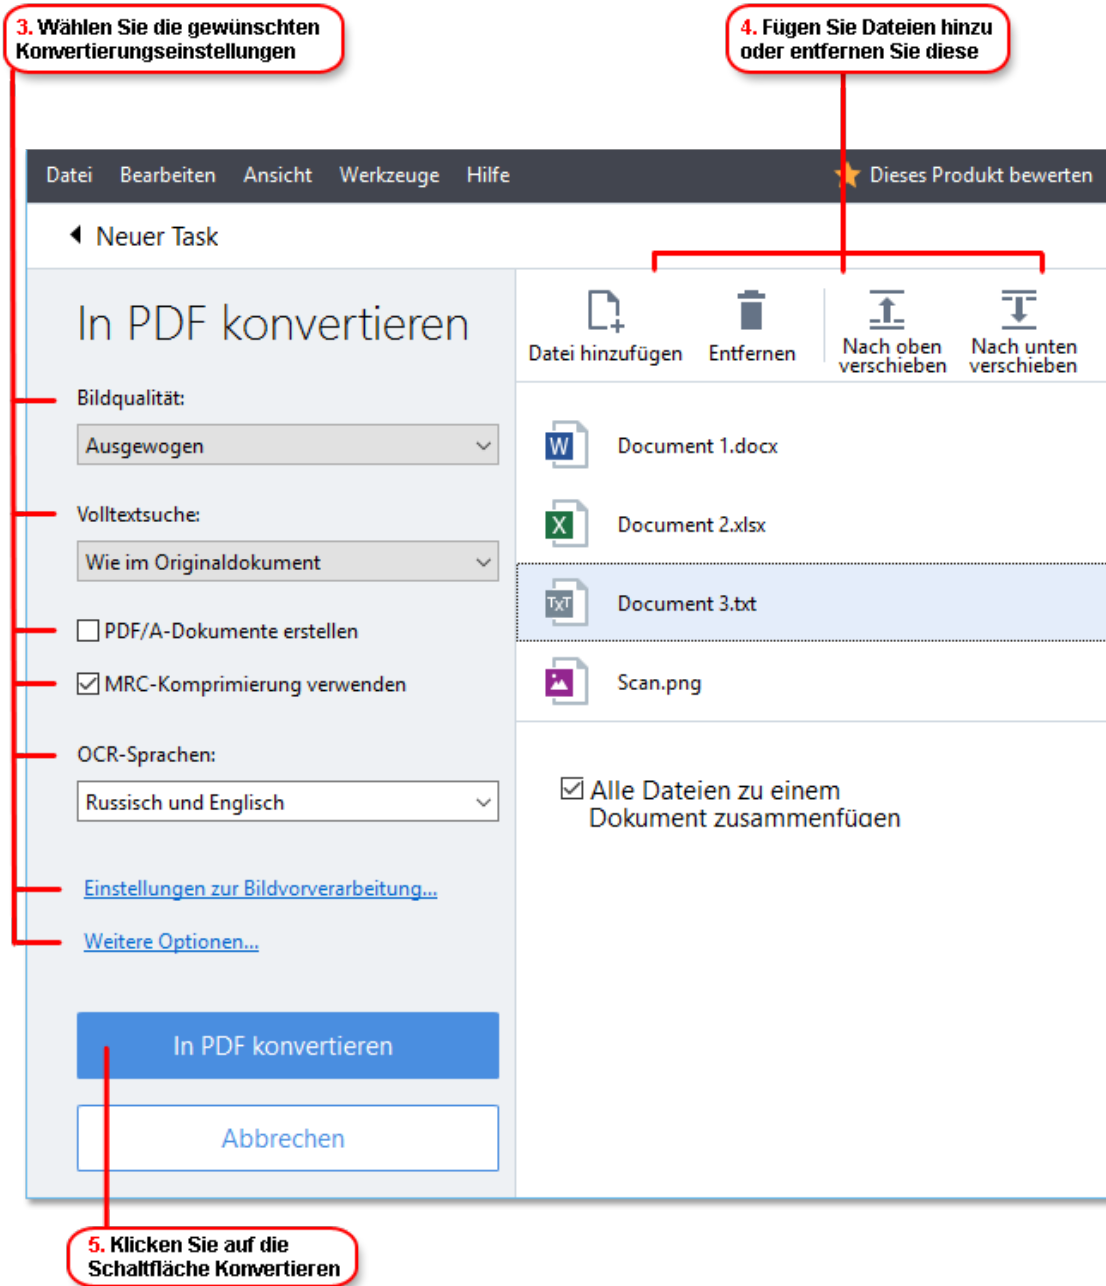 3. Wählen Sie die gewünschten
Konvertierungseinstellungen
4. Fügen Sie Dateien hinzu
oder entfernen Sie diese
Datei Bearbeiten Ansicht Werkzeuge Hilfe
Dieses Produkt bewerten
Neuer Task
In PDF konvertieren
Bildqualität:
Ausgewogen
Volltextsuche:
Wie im Originaldokument
PDF/A-Dokumente erstellen
MRC-Komprimierung verwenden
OCR-Sprachen:
Russisch und Englisch
Einstellungen zur Bildvorverarbeitung...
Weitere Optionen...
In PDF konvertieren
Abbrechen
Datei hinzufügen
Entfernen
Nach oben
verschieben
Nach unten
verschieben
W
Document 1.docx
X
Document 2.xlsx
TXT
Document 3.txt
Scan.png
Alle Dateien zu einem
Dokument zusammenfügen
5. Klicken Sie auf die
Schaltfläche Konvertieren